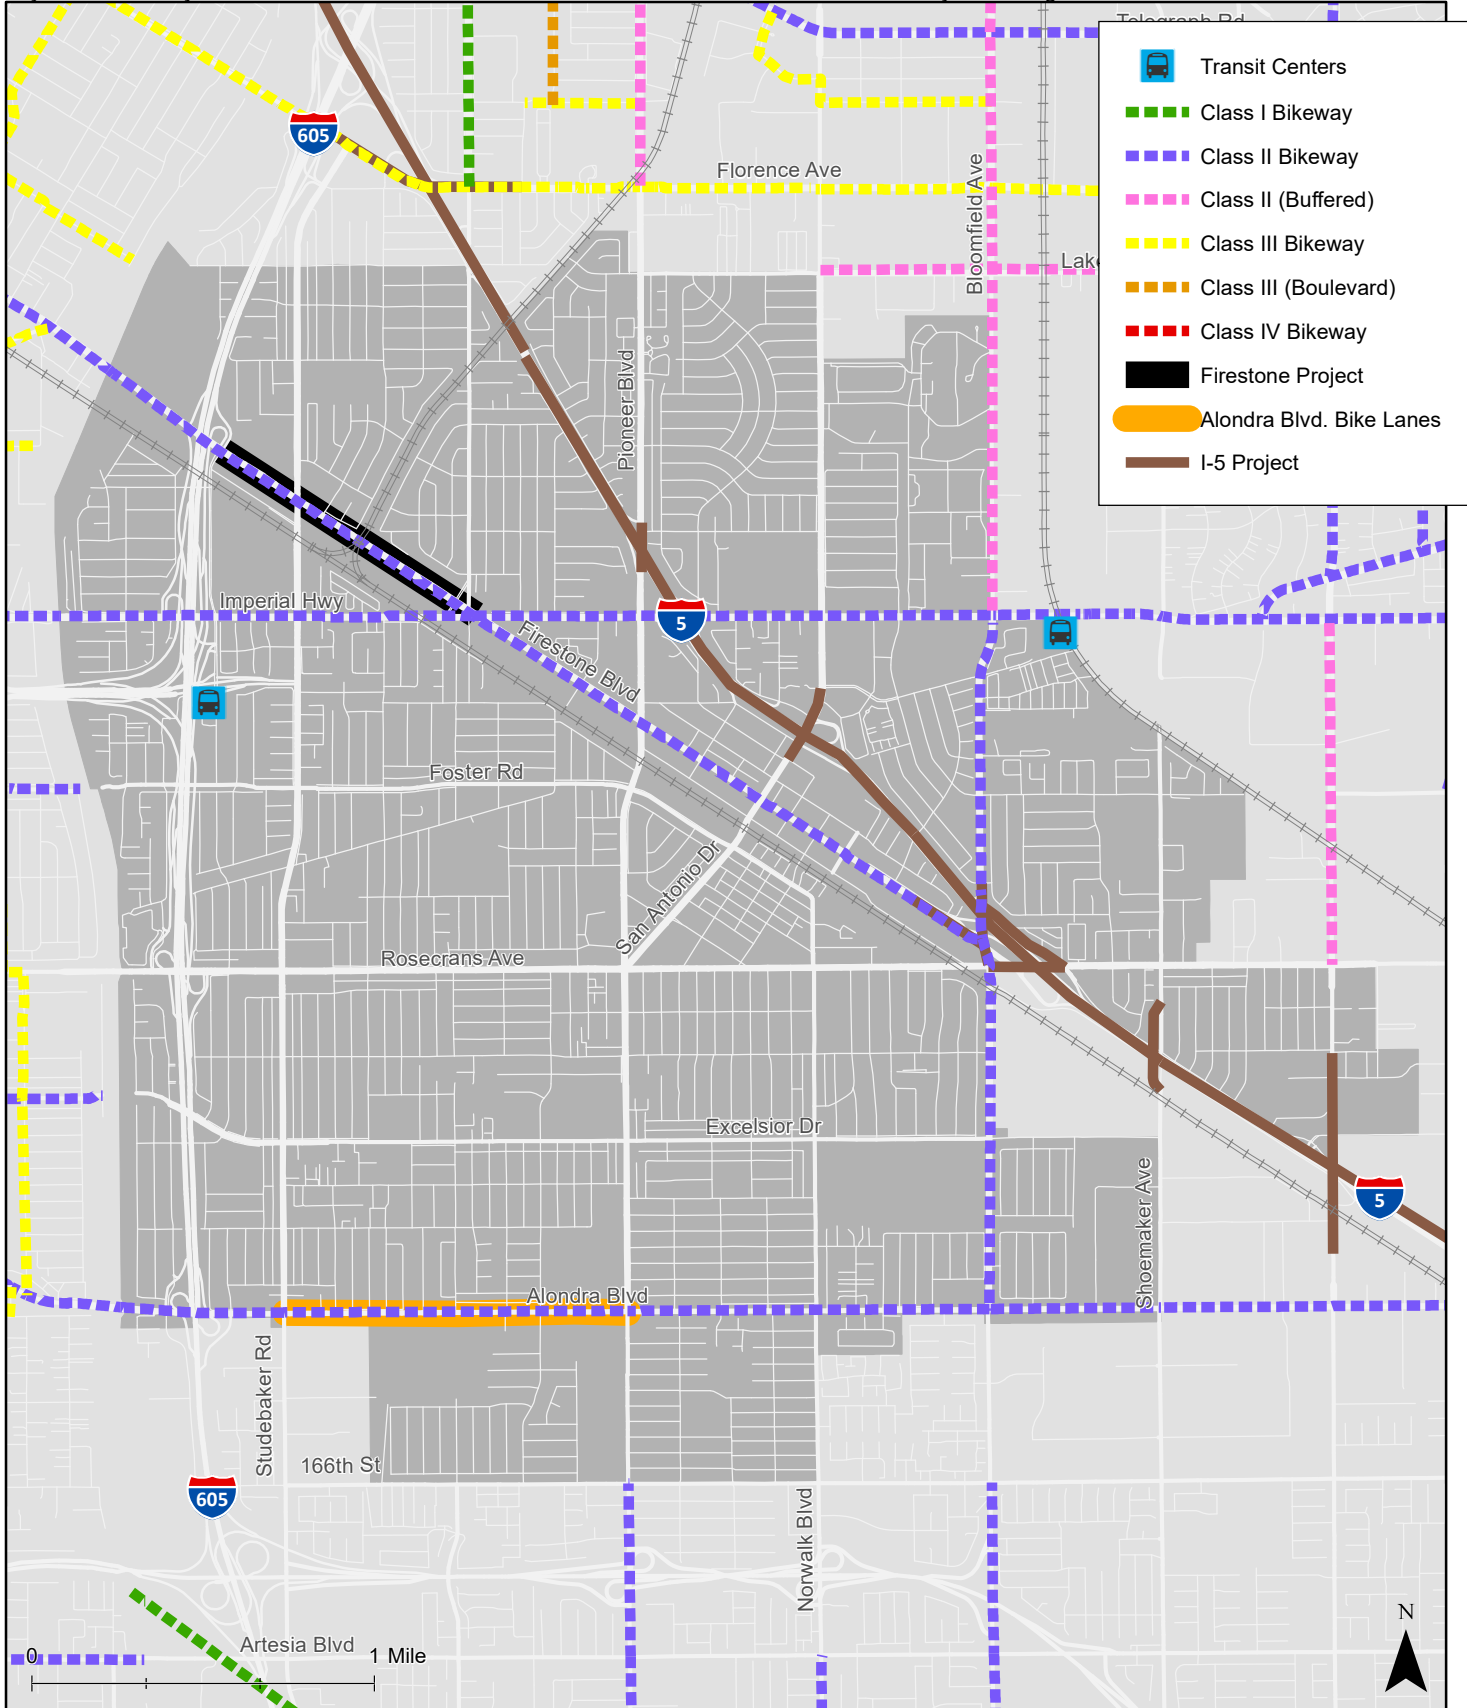 Transit Centers
Class I Bikeway
Class II Bikeway
Class II (Buffered)
Class III Bikeway
Class III (Boulevard)
Class IV Bikeway
Firestone Project
Alondra Blvd. Bike Lanes
I-5 Project
605
Florence Ave
Bloomfield Ave
Pioneer Blvd
Imperial Hwy
5
Firestone Blvd
Foster Rd
San Antonio Dr
Rosecrans Ave
Excelsior Dr
Shoemaker Ave
5
Alondra Blvd
Studebaker Rd
166th St
605
Norwalk Blvd
Artesia Blvd
0
1 Mile
N